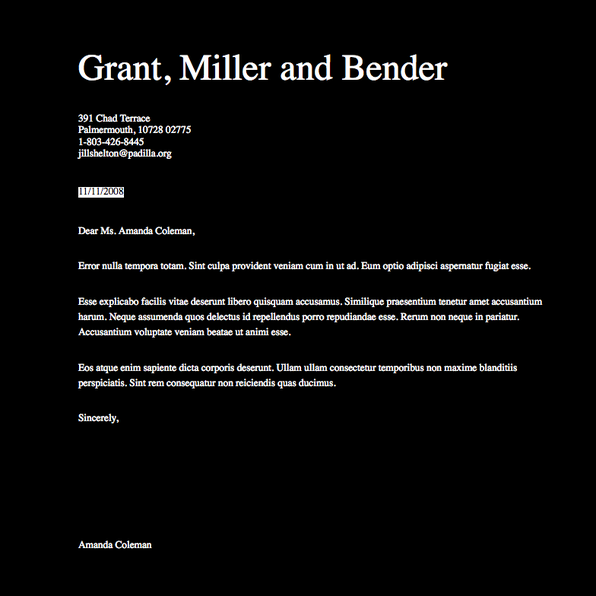 Grant, Miller and Bender
391 Chad Terrace
Palmermouth, 10728 02775
1-803-426-8445
jillshelton@padilla.org
11/11/2008
Dear Ms. Amanda Coleman,
Error nulla tempora totam. Sint culpa provident veniam cum in ut ad. Eum optio adipisci aspernatur fugiat esse.
Esse explicabo facilis vitae deserunt libero quisquam accusamus. Similique praesentium tenetur amet accusantium
harum. Neque assumenda quos delectus id repellendus porro repudiandae esse. Rerum non neque in pariatur.
Accusantium voluptate veniam beatae ut animi esse.
Eos atque enim sapiente dicta corporis deserunt. Ullam ullam consectetur temporibus non maxime blanditiis
perspiciatis. Sint rem consequatur non reiciendis quas ducimus.
Sincerely,
Amanda Coleman